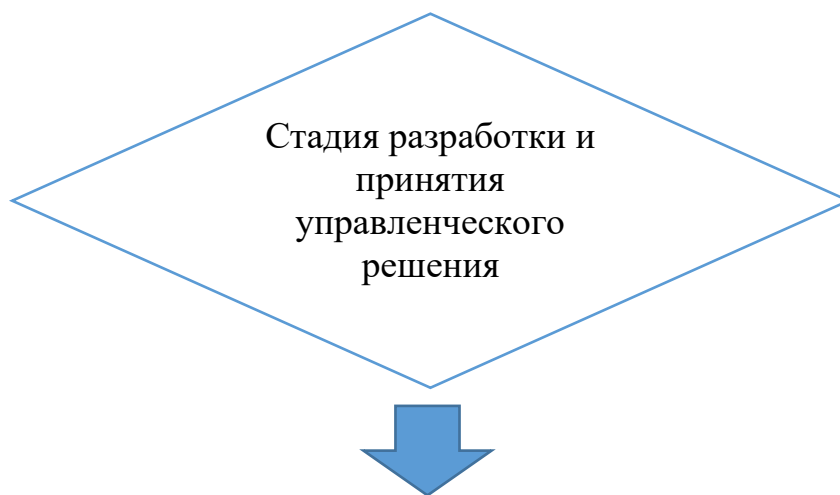 Стадия разработки и
принятия
управленческого
решения